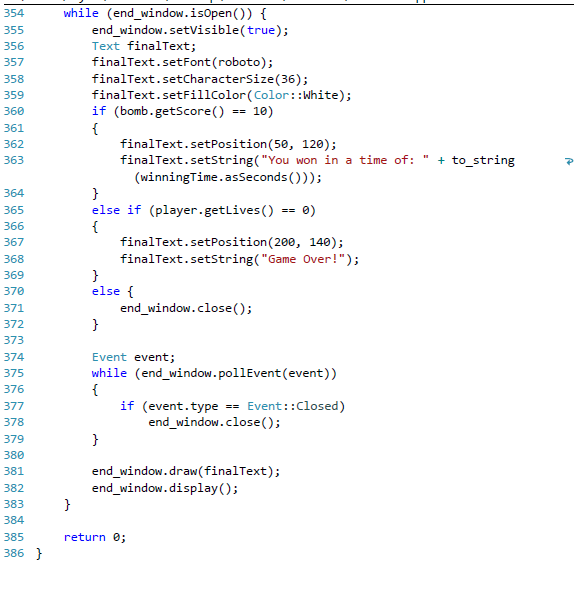 354 while (end_window.isOpen()) {
355 end_window.setVisible(true);
356 Text finalText;
357 finalText.setFont(roboto);
358 finalText.setCharacterSize(36);
359 finalText.setFillColor(Color::White);
360 if (bomb.getScore() == 10)
361 {
362 finalText.setPosition(50, 120);
363 finalText.setString("You won in a time of: " + to_string
(winningTime.asSeconds()));
364 }
365 else if (player.getLives() == 0)
366 {
367 finalText.setPosition(200, 140);
368 finalText.setString("Game Over!");
369 }
370 else {
371 end_window.close();
372 }
373
374 Event event;
375 while (end_window.pollEvent(event))
376 {
377 if (event.type == Event::Closed)
378 end_window.close();
379 }
380
381 end_window.draw(finalText);
382 end_window.display();
383 }
384
385 return 0;
386 }